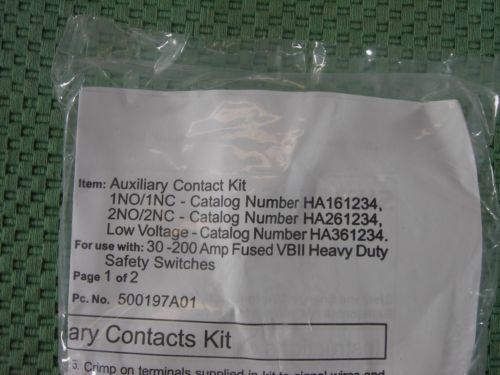 Item: Auxiliary Contact Kit
1NO/1NC - Catalog Number HA161234,
2NO/2NC - Catalog Number HA261234,
Low Voltage - Catalog Number HA361234.
For use with: 30 -200 Amp Fused VBII Heavy Duty
Safety Switches
Page 1 of 2
Pc. No. 500197A01
ary Contacts Kit
5. Crimp on terminals supplied in kit to signal wires and